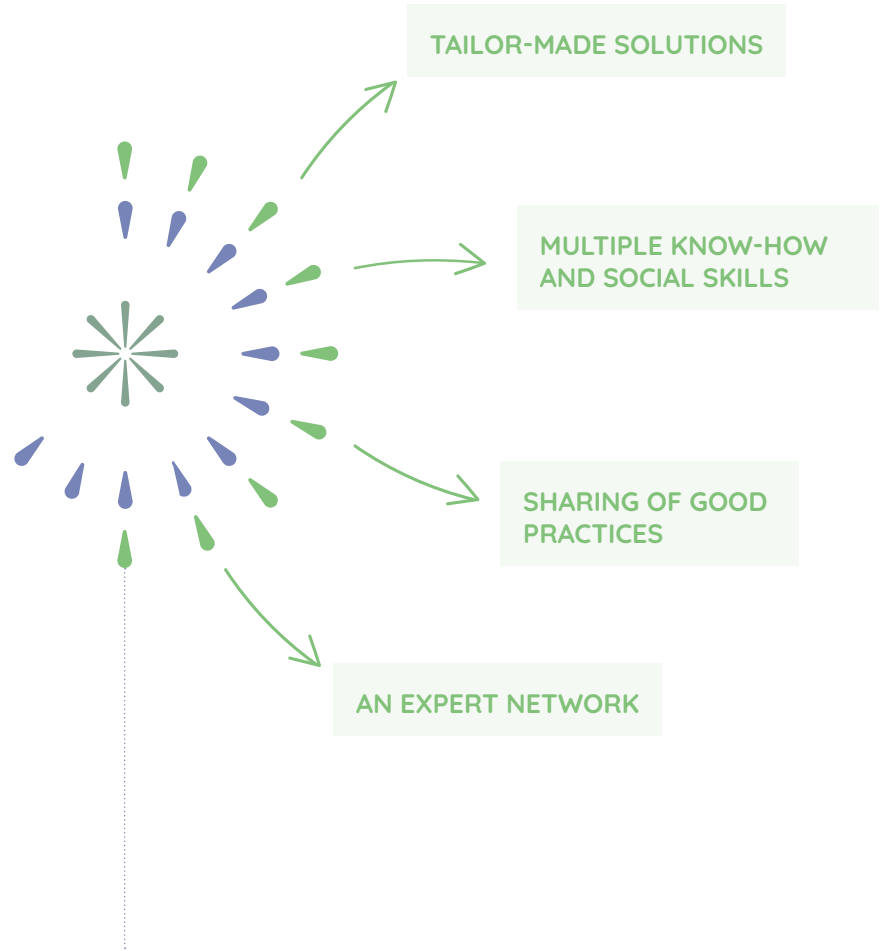 TAILOR-MADE SOLUTIONS
MULTIPLE KNOW-HOW
AND SOCIAL SKILLS
SHARING OF GOOD
PRACTICES
AN EXPERT NETWORK